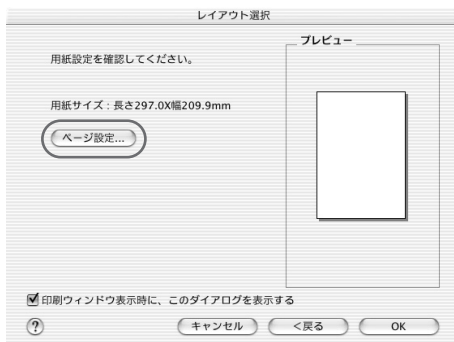 レイアウト選択
プレビュー
用紙設定を確認してください。
用紙サイズ：長さ297.0X幅209.9mm
ページ設定...
印刷ウィンドウ表示時に、このダイアログを表示する
?
キャンセル
<戻る
OK